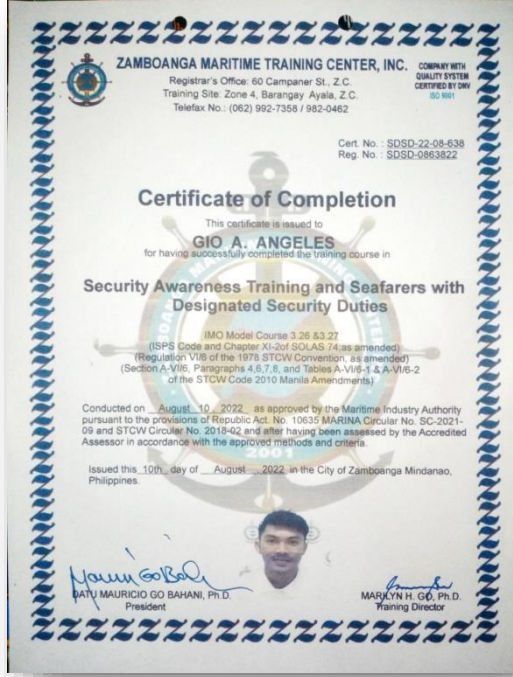 ZAMBOANGA MARITIME TRAINING CENTER, INC.
COMPANY WITH
QUALITY SYSTEM
CERTIFIED BY DNV
ISO 9001
Registrar's Office: 60 Campaner St., Z.C.
Training Site: Zone 4, Barangay Ayala, Z.C.
Telefax No.: (062) 992-7358 / 982-0462
Cert. No. : SDSD-22-08-638
Reg. No. : SDSD-0863822
Certificate of Completion
This certificate is issued to
GIO A. ANGELES
for having successfully completed the training course in
Security Awareness Training and Seafarers with
Designated Security Duties
IMO Model Course 3.26 &3.27
(ISPS Code and Chapter XI-2of SOLAS 74,as amended)
(Regulation VI/6 of the 1978 STCW Convention, as amended)
(Section A-VI/6, Paragraphs 4,6,7,8, and Tables A-VI/6-1 & A-VI/6-2
of the STCW Code 2010 Manila Amendments)
Conducted on August 10, 2022 as approved by the Maritime Industry Authority
pursuant to the provisions of Republic Act. No. 10635 MARINA Circular No. SC-2021-
09 and STCW Circular No. 2018-02 and after having been assessed by the Accredited
Assessor in accordance with the approved methods and criteria.
2001
Issued this 10th day of August 2022 in the City of Zamboanga Mindanao,
Philippines.
DATU MAURICIO GO BAHANI, Ph.D.
President
MARILYN H. GO, Ph.D.
Training Director